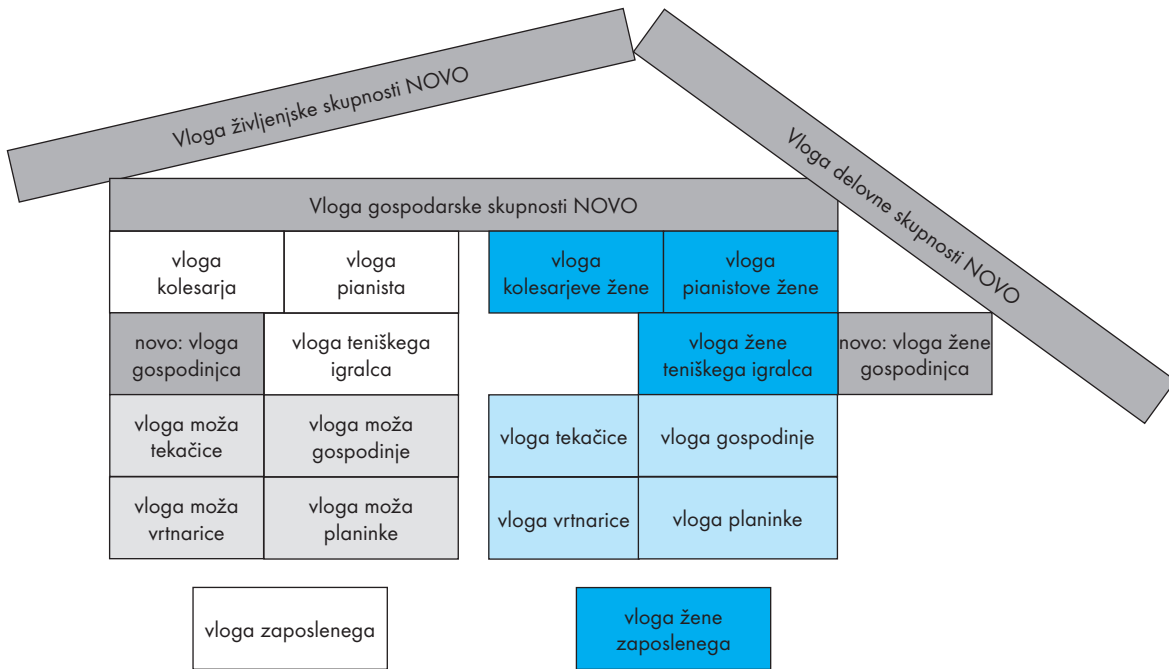 Vloga življenjske skupnosti NOVO
Vloga delovne skupnosti NOVO
Vloga gospodarske skupnosti NOVO
vloga
kolesarja
vloga
pianista
vloga
kolesarjeve žene
vloga
pianistove žene
novo: vloga
gospodinjca
vloga teniškega
igralca
vloga žene
teniškega igralca
novo: vloga žene
gospodinjca
vloga moža
tekačice
vloga moža
gospodinje
vloga tekačice
vloga gospodinje
vloga moža
vrtnarice
vloga moža
planinke
vloga vrtnarice
vloga planinke
vloga zaposlenega
vloga žene
zaposlenega